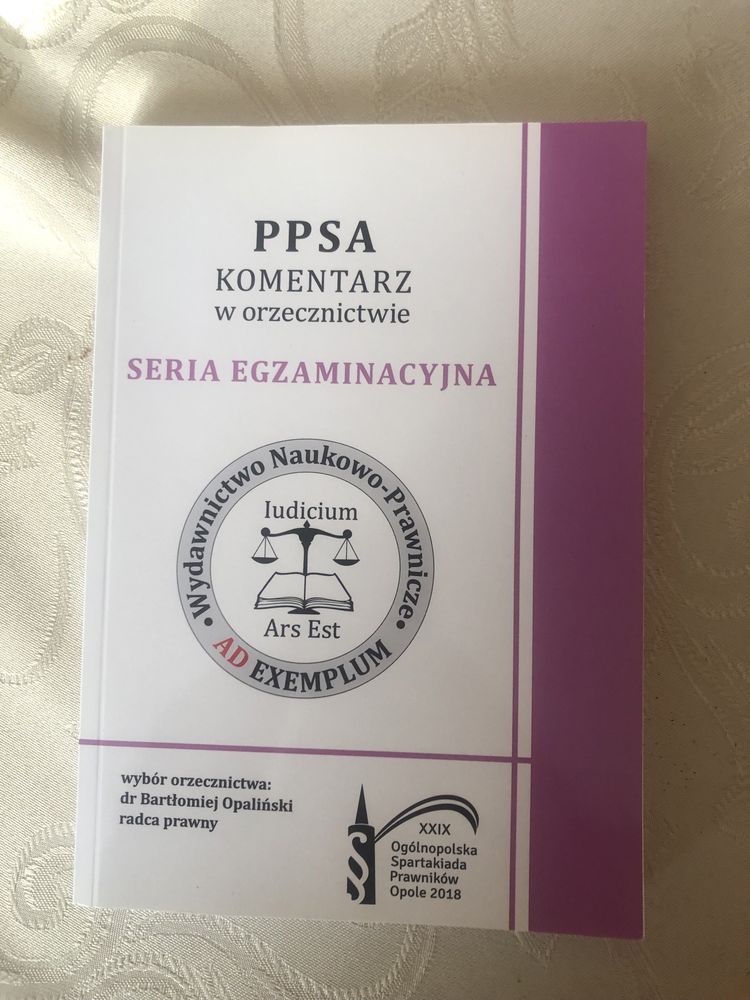 PPSA
KOMENTARZ
w orzecznictwie
SERIA EGZAMINACYJNA
• Wydawnictwo Naukowo-Prawnicze •
Iudicium
Ars Est
AD EXEMPLUM
wybór orzecznictwa:
dr Bartłomiej Opaliński
radca prawny
§
XXIX
Ogólnopolska
Spartakiada
Prawników
Opole 2018